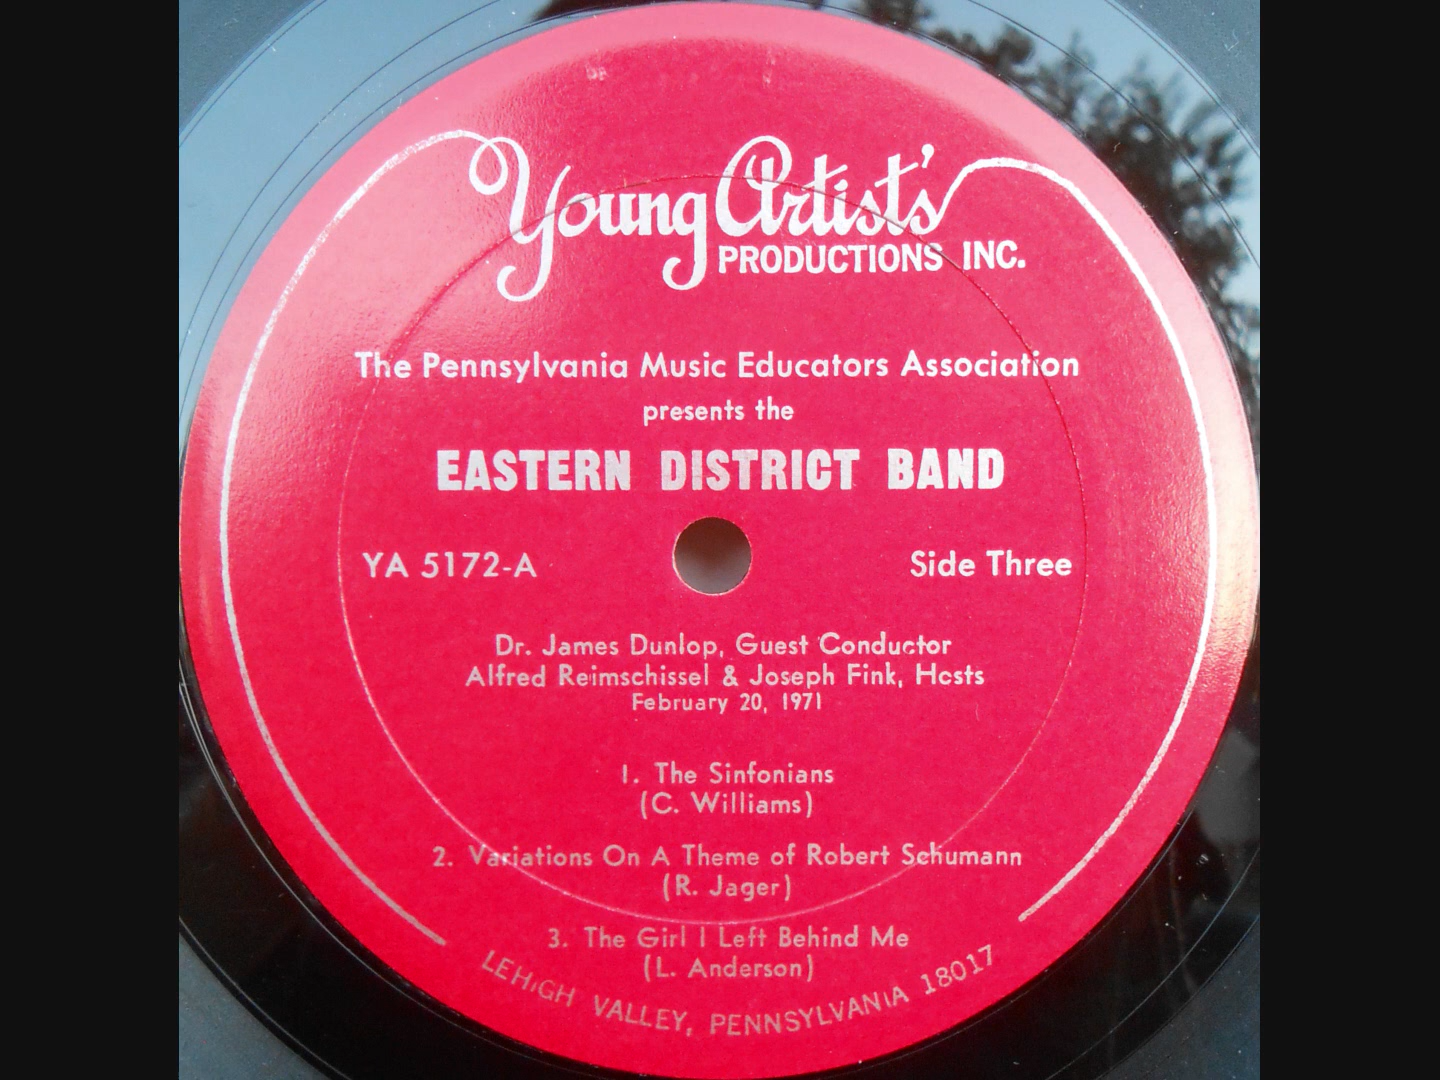 Young Artists'
PRODUCTIONS INC.
The Pennsylvania Music Educators Association
presents the
EASTERN DISTRICT BAND
YA 5172-A
Side Three
Dr. James Dunlop, Guest Conductor
Alfred Reimschissel & Joseph Fink, Hosts
February 20, 1971
1. The Sinfonians
(C. Williams)
2. Variations On A Theme of Robert Schumann
(R. Jager)
3. The Girl I Left Behind Me
(L. Anderson)
LEHIGH VALLEY, PENNSYLVANIA 18017